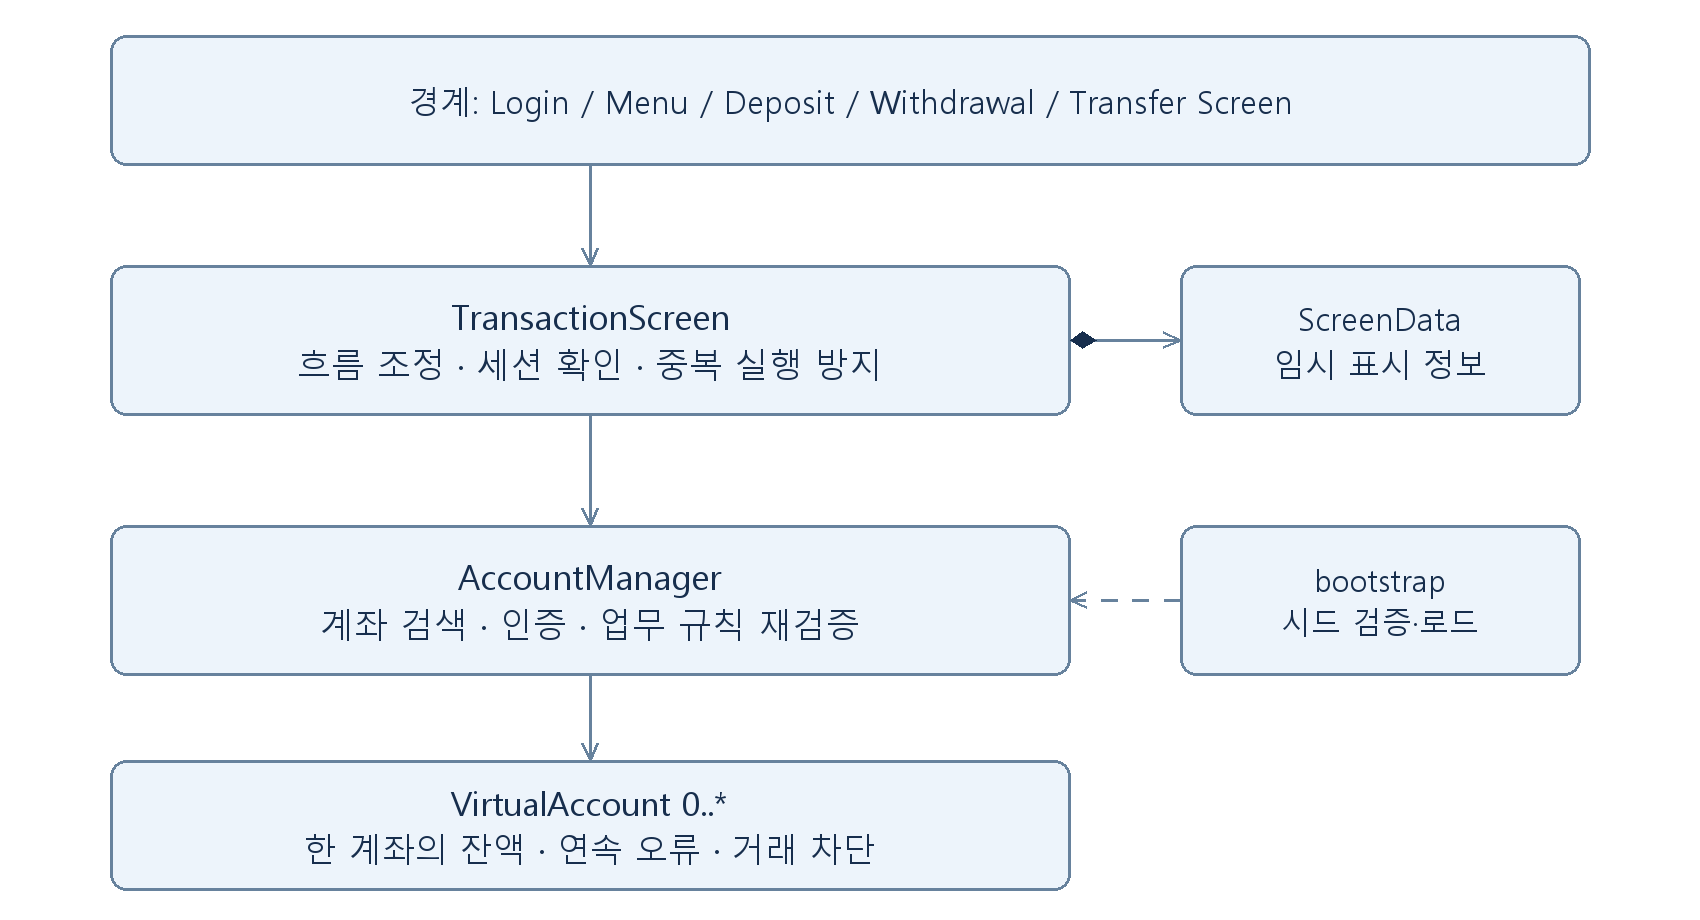 경계: Login / Menu / Deposit / Withdrawal / Transfer Screen
TransactionScreen
흐름 조정 · 세션 확인 · 중복 실행 방지
ScreenData
임시 표시 정보
AccountManager
계좌 검색 · 인증 · 업무 규칙 재검증
bootstrap
시드 검증·로드
VirtualAccount 0..*
한 계좌의 잔액 · 연속 오류 · 거래 차단